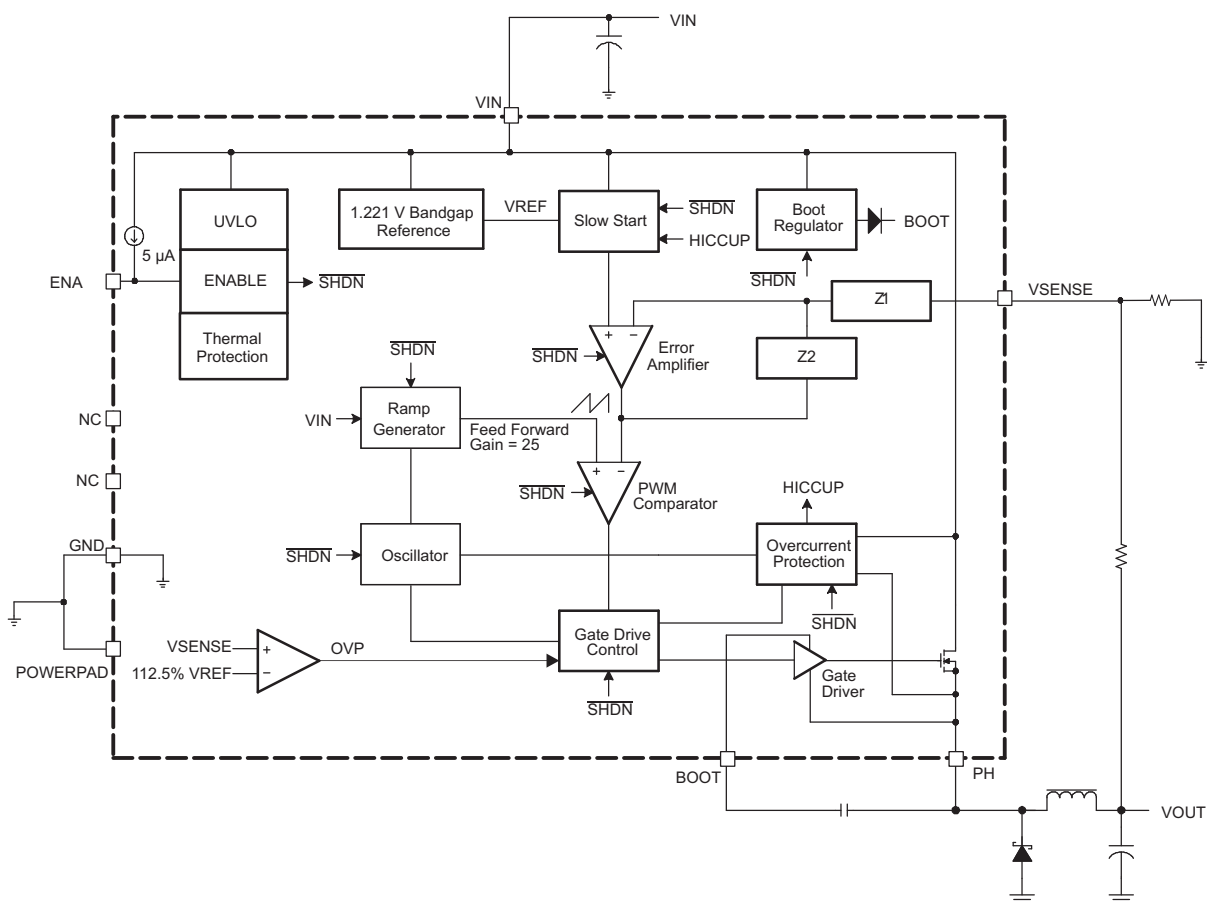 VIN
VIN
UVLO
1.221 V Bandgap
Reference
VREF
Slow Start
SHDN
HICCUP
Boot
Regulator
BOOT
5 µA
ENA
ENABLE
SHDN
SHDN
Z1
VSENSE
Thermal
Protection
SHDN
Error
Amplifier
Z2
SHDN
+
−
NC
VIN
Ramp
Generator
Feed Forward
Gain = 25
+
−
NC
SHDN
PWM
Comparator
HICCUP
GND
SHDN
Oscillator
Overcurrent
Protection
SHDN
POWERPAD
VSENSE
+
112.5% VREF
−
OVP
Gate Drive
Control
SHDN
Gate
Driver
BOOT
PH
VOUT